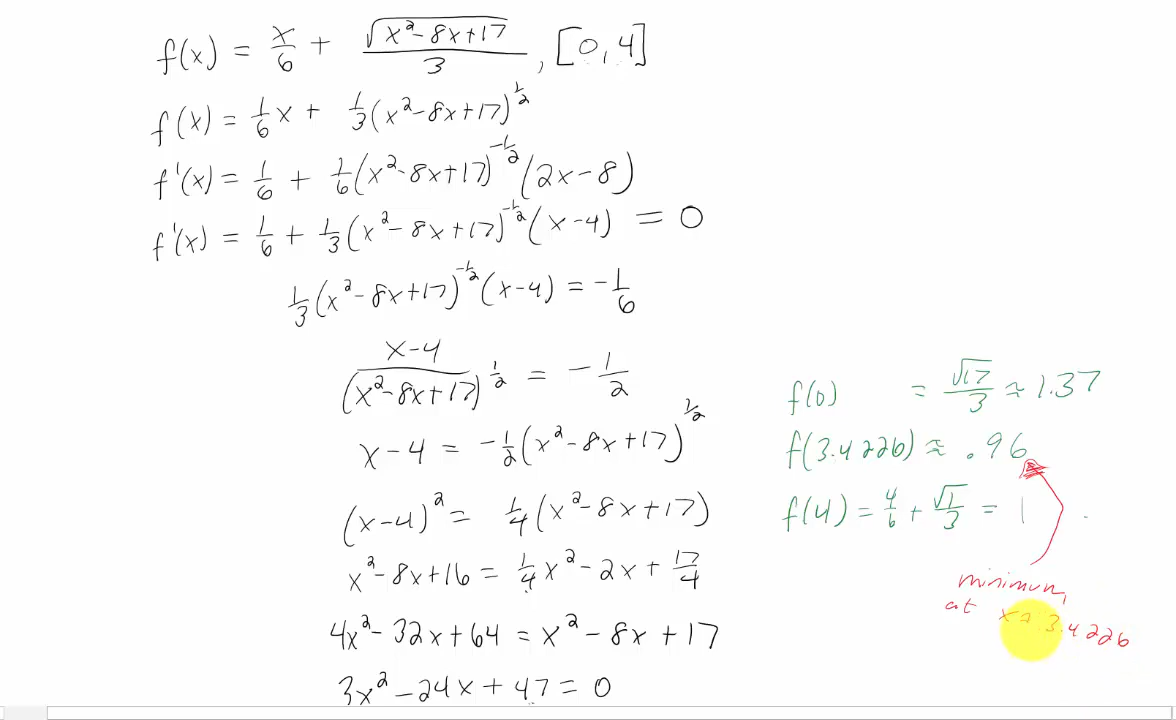 f(x) = x/6 + √(x²-8x+17)/3, [0,4]
f(x) = 1/6 x + 1/3 (x²-8x+17)^(1/2)
f'(x) = 1/6 + 1/6 (x²-8x+17)^(-1/2) (2x-8)
f'(x) = 1/6 + 1/3 (x²-8x+17)^(-1/2) (x-4) = 0
1/3 (x²-8x+17)^(-1/2) (x-4) = -1/6
(x-4)/(x²-8x+17)^(1/2) = -1/2
x-4 = -1/2 (x²-8x+17)^(1/2)
(x-4)² = 1/4 (x²-8x+17)
x²-8x+16 = 1/4 x² - 2x + 17/4
4x²-32x+64 = x²-8x+17
3x²-24x+47 = 0
f(0) = √17/3 ≈ 1.37
f(3.4226) ≈ .96
f(4) = 4/6 + √1/3 = 1
minimum,
at x≈3.4226